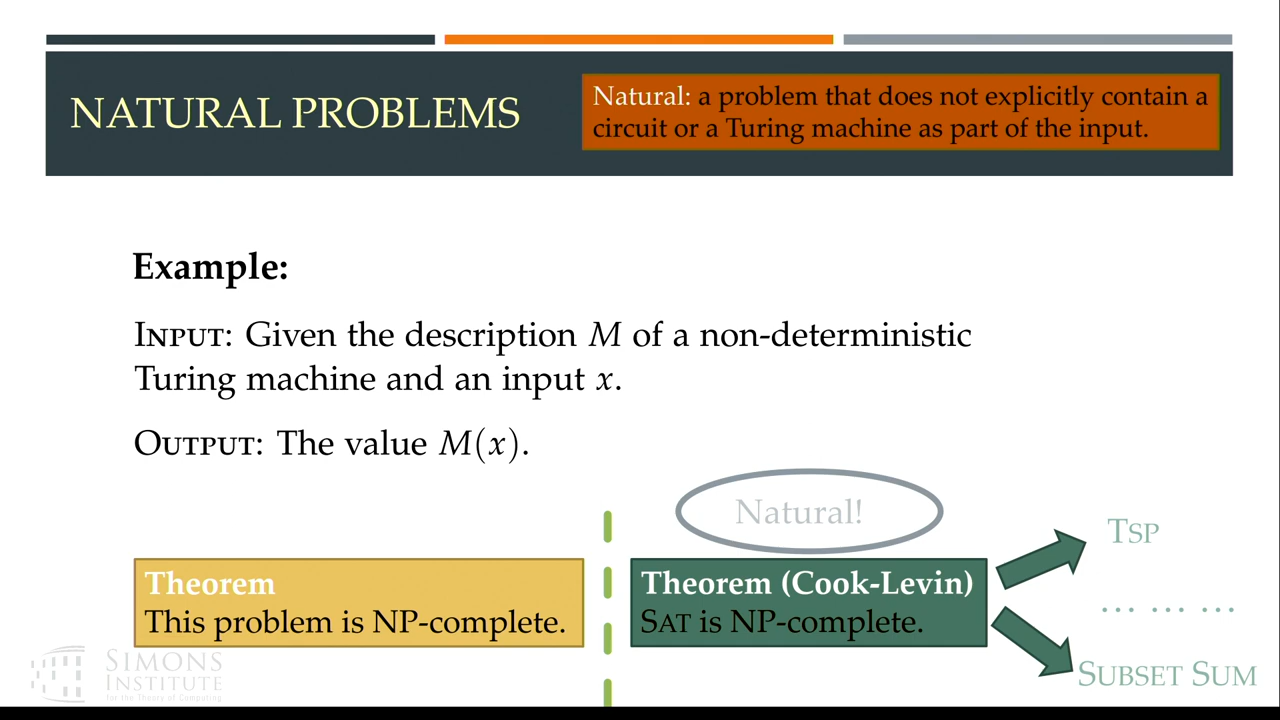 NATURAL PROBLEMS
Natural: a problem that does not explicitly contain a
circuit or a Turing machine as part of the input.
Example:
INPUT: Given the description M of a non-deterministic
Turing machine and an input x.
OUTPUT: The value M(x).
Natural!
Theorem
This problem is NP-complete.
Theorem (Cook-Levin)
SAT is NP-complete.
TSP
... ... ...
SUBSET SUM
SIMONS
INSTITUTE
for the Theory of Computing